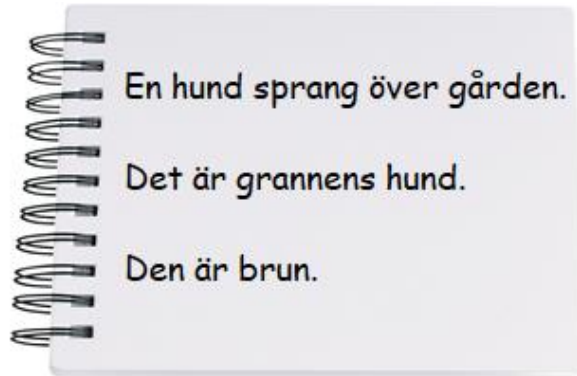 En hund sprang över gården.
Det är grannens hund.
Den är brun.